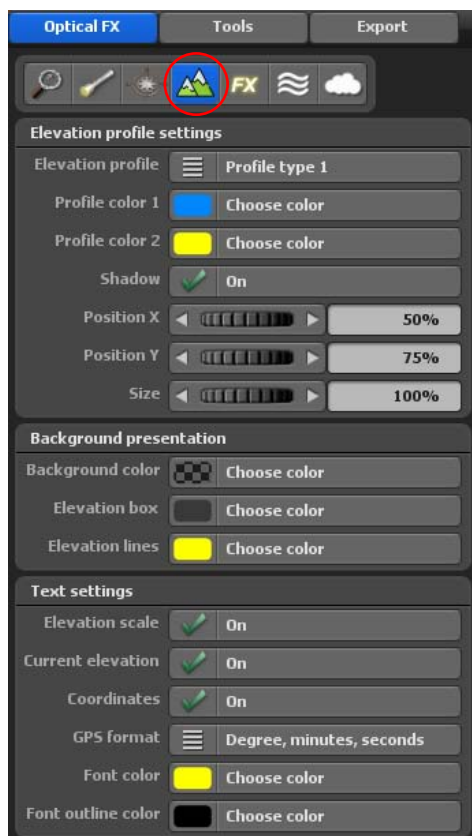 Optical FX Tools Export
FX
Elevation profile settings
Elevation profile Profile type 1
Profile color 1 Choose color
Profile color 2 Choose color
Shadow On
Position X 50%
Position Y 75%
Size 100%
Background presentation
Background color Choose color
Elevation box Choose color
Elevation lines Choose color
Text settings
Elevation scale On
Current elevation On
Coordinates On
GPS format Degree, minutes, seconds
Font color Choose color
Font outline color Choose color